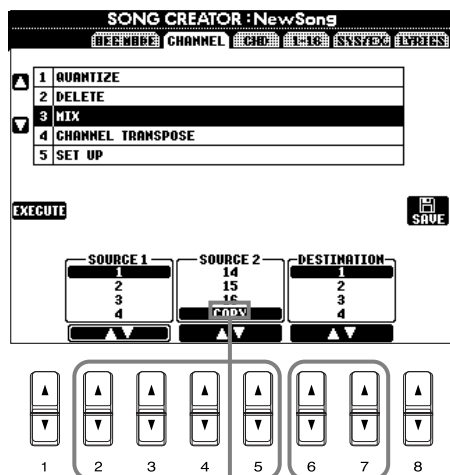 SONG CREATOR : NewSong
REC MODE CHANNEL CHD 1-16 SYS/EX. LYRICS
1 QUANTIZE
2 DELETE
3 MIX
4 CHANNEL TRANSPOSE
5 SET UP
EXECUTE
SAVE
SOURCE 1 SOURCE 2 DESTINATION
1 14 1
2 15 2
3 16 3
4 COPY 4
1 2 3 4 5 6 7 8